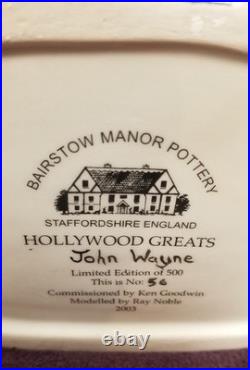 BAIRSTOW MANOR POTTERY
STAFFORDSHIRE ENGLAND
HOLLYWOOD GREATS
John Wayne
Limited Edition of 500
This is No: 56
Commissioned by Ken Goodwin
Modelled by Ray Noble
2003